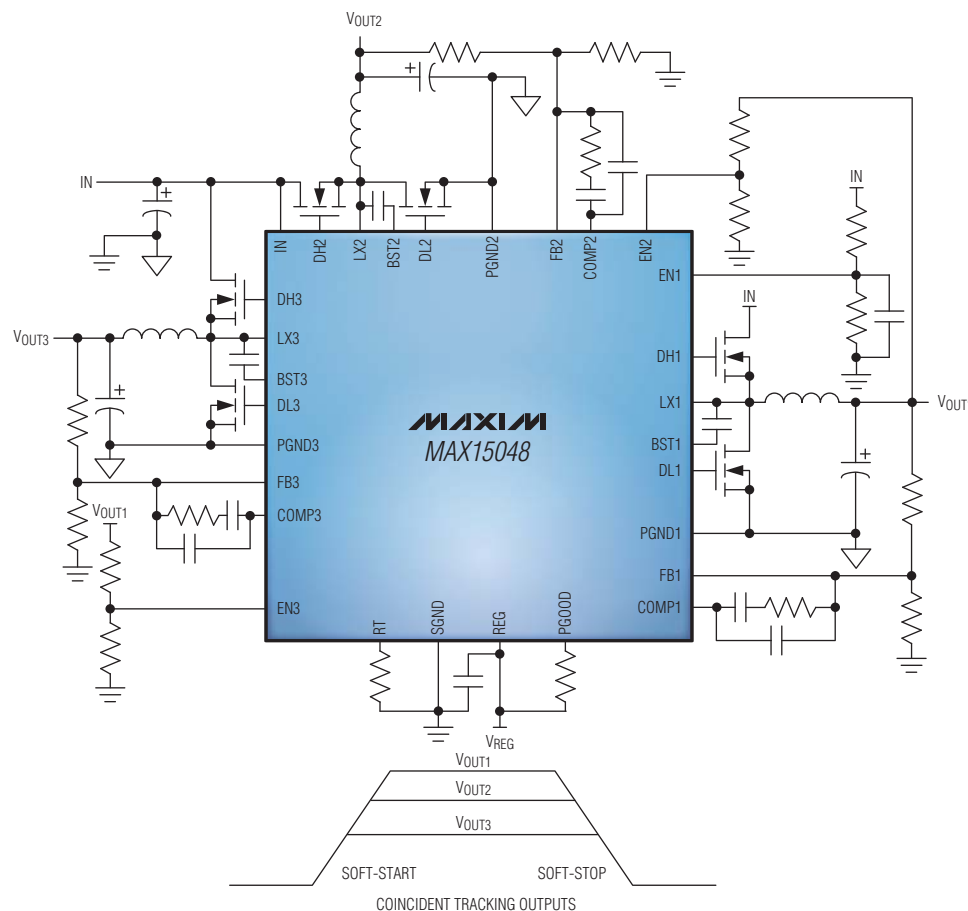 VOUT2
IN
IN
IN
DH2
LX2
BST2
DL2
PGND2
FB2
COMP2
EN2
EN1
DH3
IN
VOUT3
LX3
DH1
BST3
LX1
VOUT
DL3
MAXIM
MAX15048
BST1
PGND3
DL1
FB3
VOUT1
COMP3
PGND1
FB1
COMP1
EN3
RT
SGND
REG
PGOOD
VREG
VOUT1
VOUT2
VOUT3
SOFT-START
SOFT-STOP
COINCIDENT TRACKING OUTPUTS